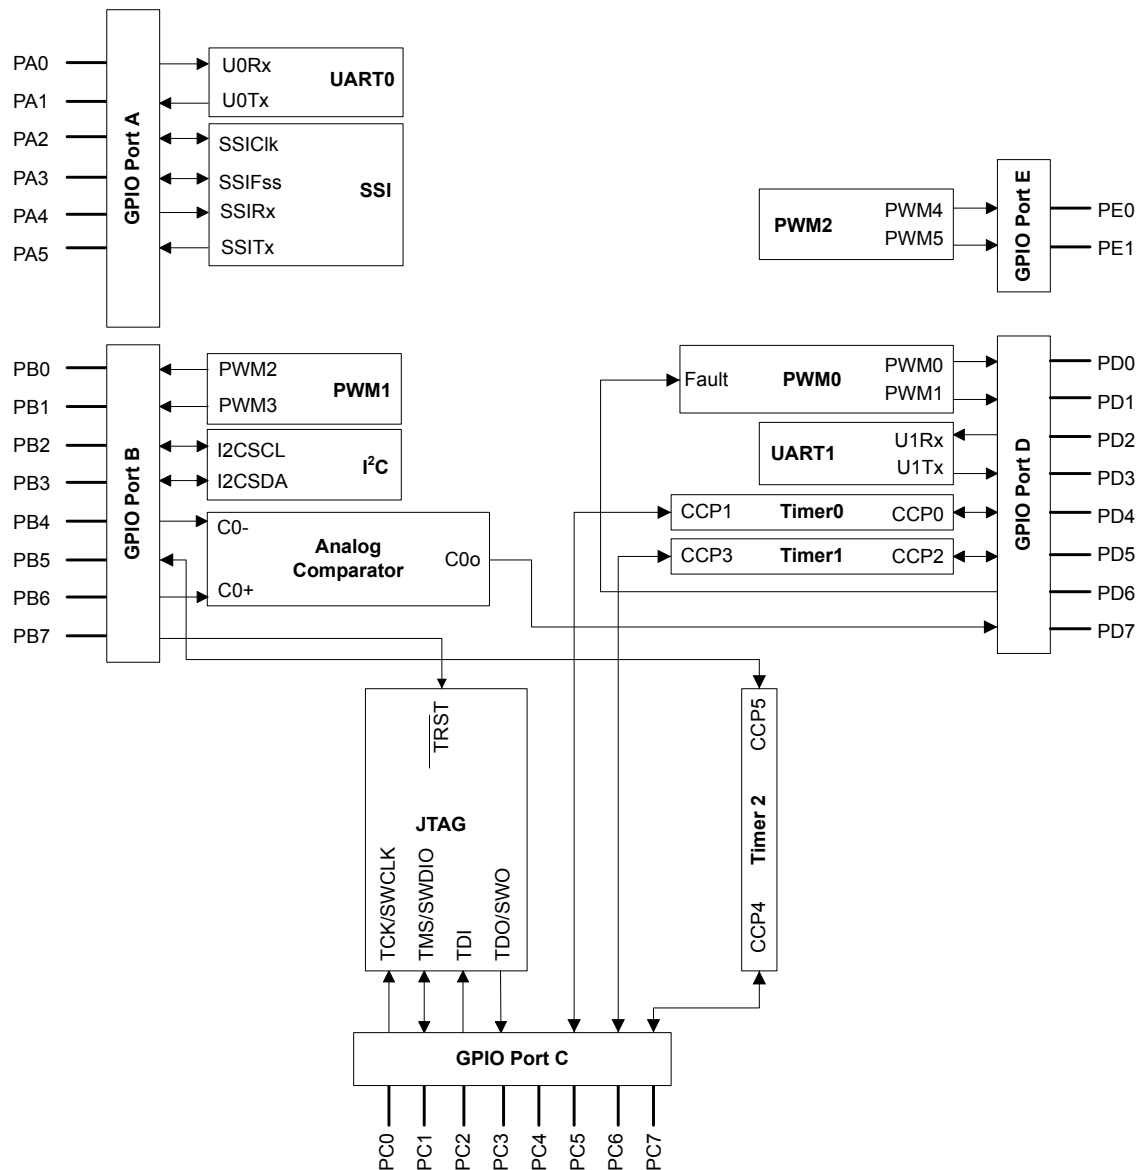 PA0
PA1
PA2
PA3
PA4
PA5
GPIO Port A
U0Rx
U0Tx
UART0
SSIClk
SSIFss
SSIRx
SSITx
SSI
PWM2
PWM4
PWM5
GPIO Port E
PE0
PE1
PB0
PB1
PB2
PB3
PB4
PB5
PB6
PB7
GPIO Port B
PWM2
PWM3
PWM1
I2CSCL
I2CSDA
I²C
C0-
C0+
Analog
Comparator
C0o
Fault
PWM0
PWM0
PWM1
UART1
U1Rx
U1Tx
CCP1
Timer0
CCP0
CCP3
Timer1
CCP2
GPIO Port D
PD0
PD1
PD2
PD3
PD4
PD5
PD6
PD7
TRST
JTAG
TCK/SWCLK
TMS/SWDIO
TDI
TDO/SWO
CCP5
Timer 2
CCP4
GPIO Port C
PC0
PC1
PC2
PC3
PC4
PC5
PC6
PC7